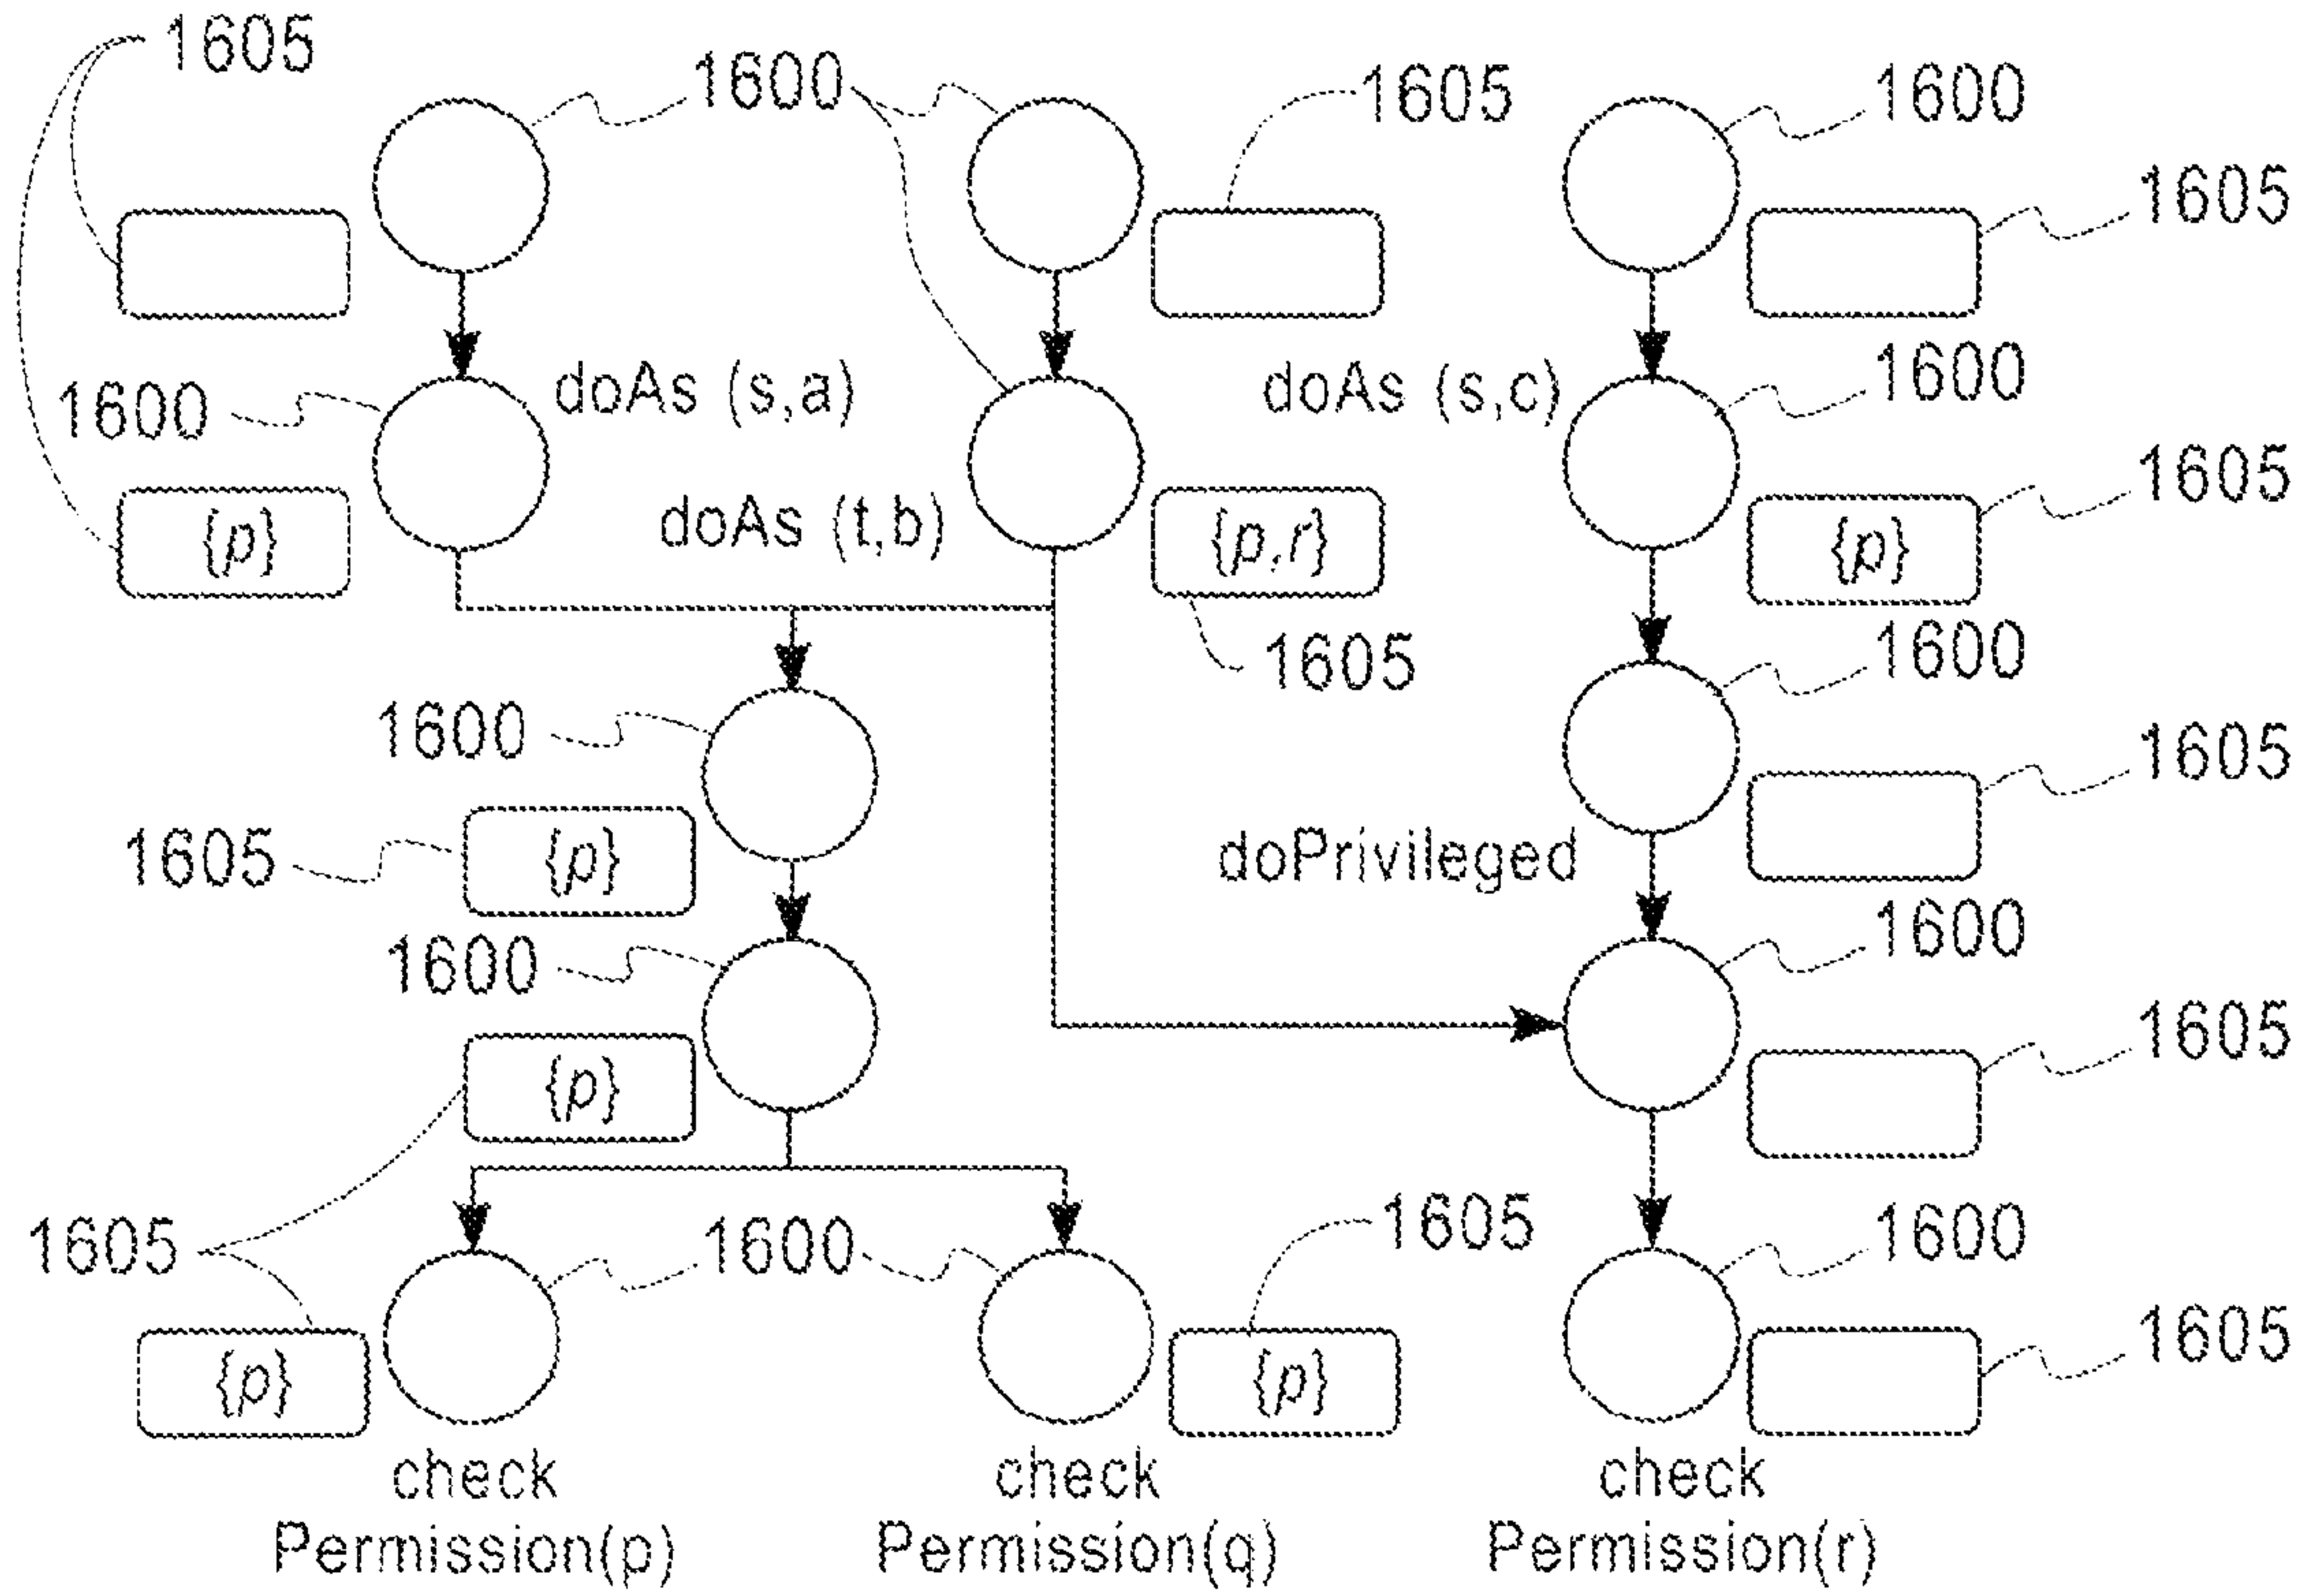 1605
1600
1605
1600
1605
1600
doAs (s,a)
doAs (s,c)
1600
1605
doAs (t,b)
{p}
{p,r}
{p}
1605
1600
1600
1605
1605
{p}
doPrivileged
1600
1600
1605
{p}
1605
1600
1605
1600
1605
{p}
{p}
check
Permission(p)
check
Permission(q)
check
Permission(r)